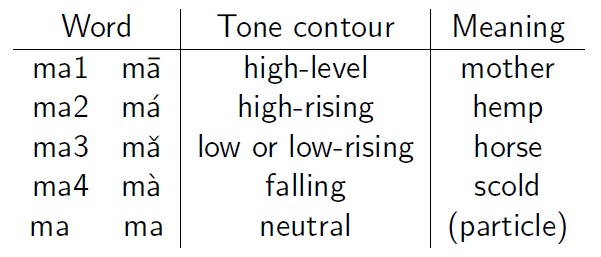 Word Tone contour Meaning
ma1 mā high-level mother
ma2 má high-rising hemp
ma3 mǎ low or low-rising horse
ma4 mà falling scold
ma ma neutral (particle)